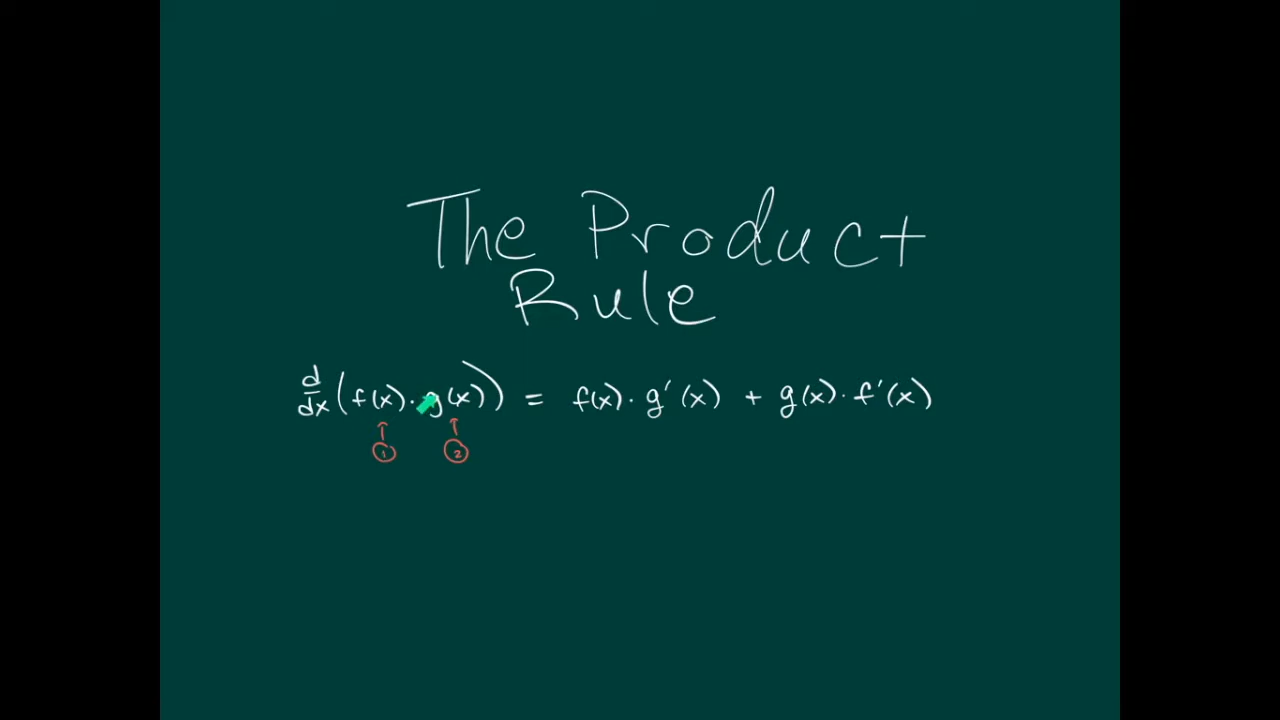 The Product
Rule
d/dx (f(x) · g(x)) = f(x) · g'(x) + g(x) · f'(x)
① ②